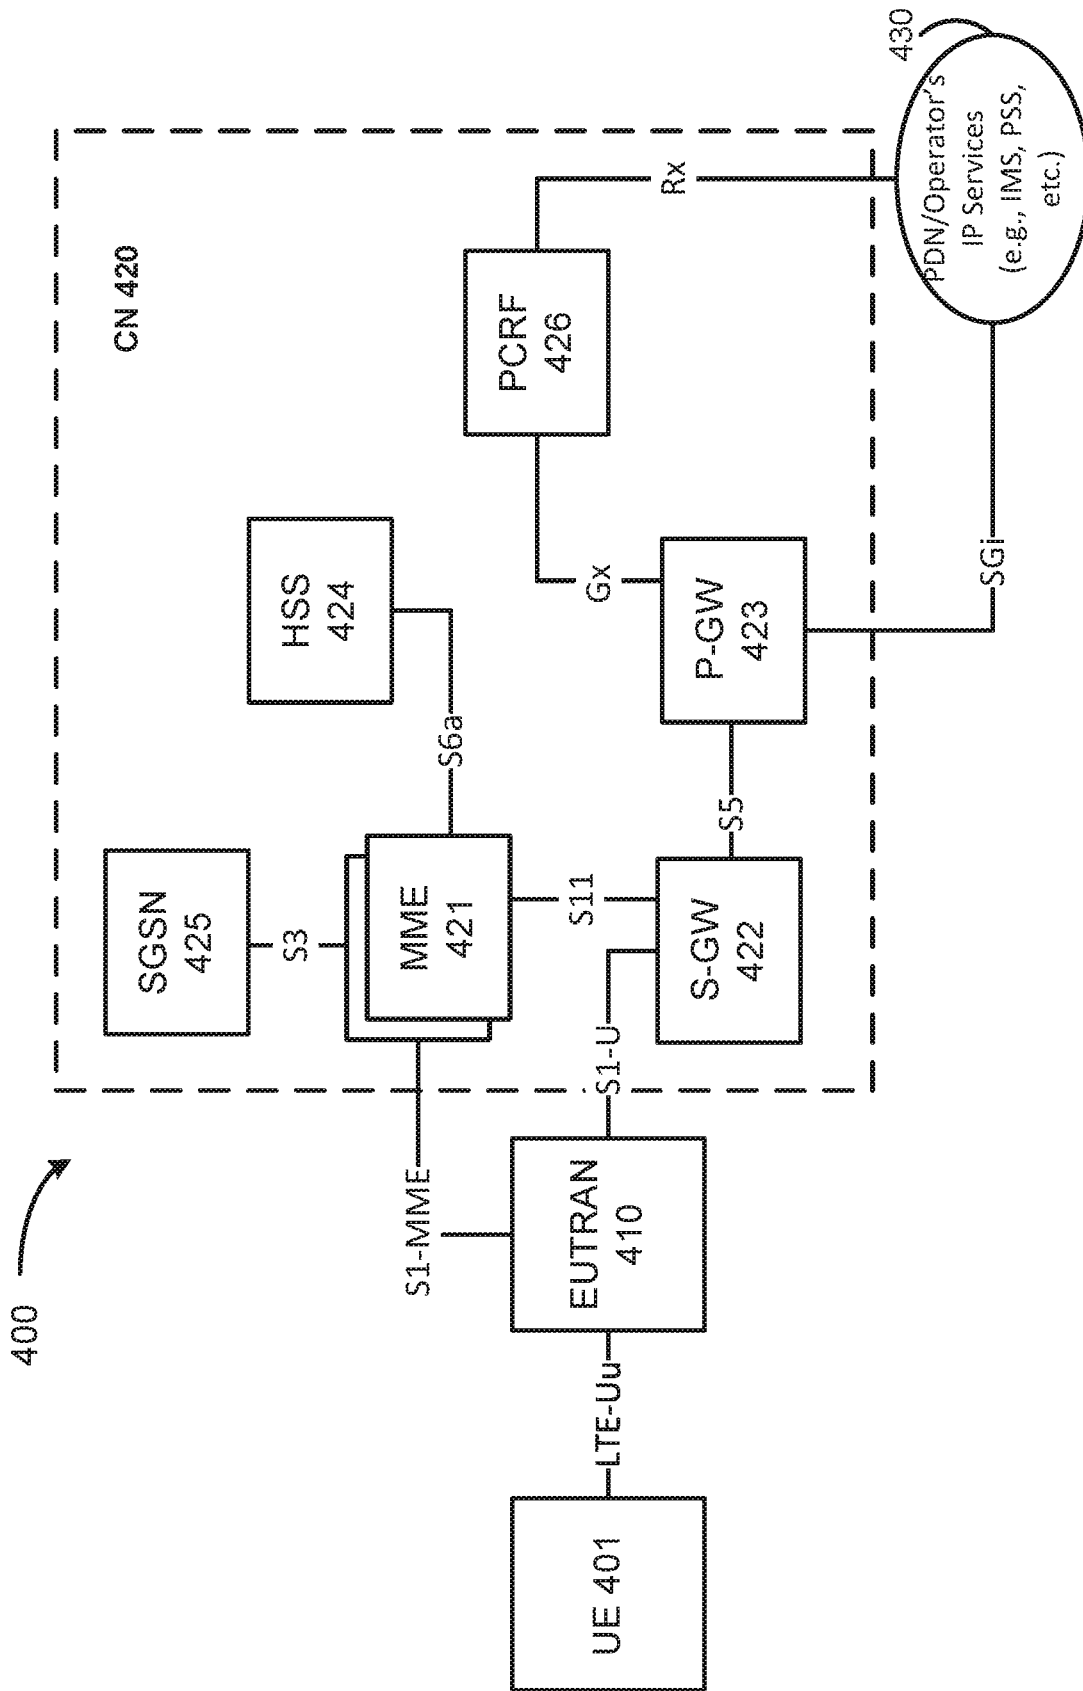 400
CN 420
SGSN
425
S3
HSS
424
S6a
MME
421
S1-MME
S11
PCRF
426
Gx
Rx
UE 401
LTE-Uu
EUTRAN
410
S1-U
S-GW
422
S5
P-GW
423
SGi
430
PDN/Operator's
IP Services
(e.g., IMS, PSS,
etc.)